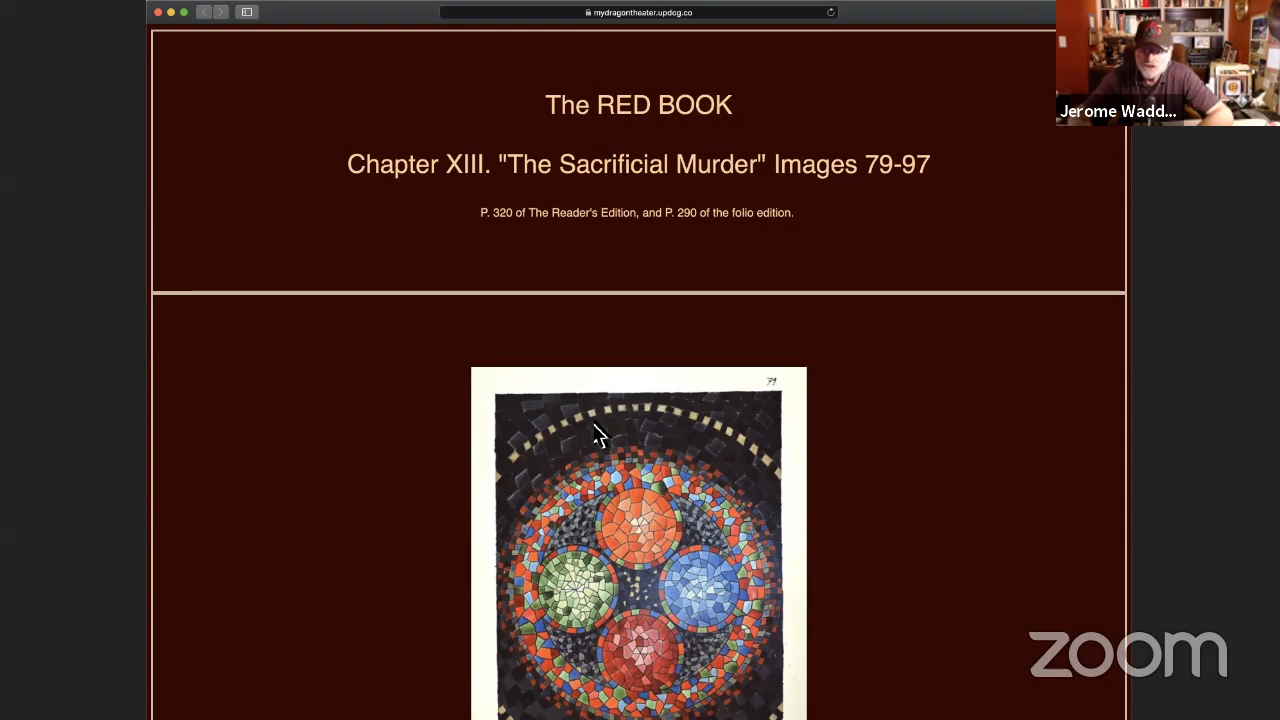 mydragontheater.updog.co
The RED BOOK
Chapter XIII. "The Sacrificial Murder" Images 79-97
P. 320 of The Reader's Edition, and P. 290 of the folio edition.
Jerome Wadd...
79
zoom